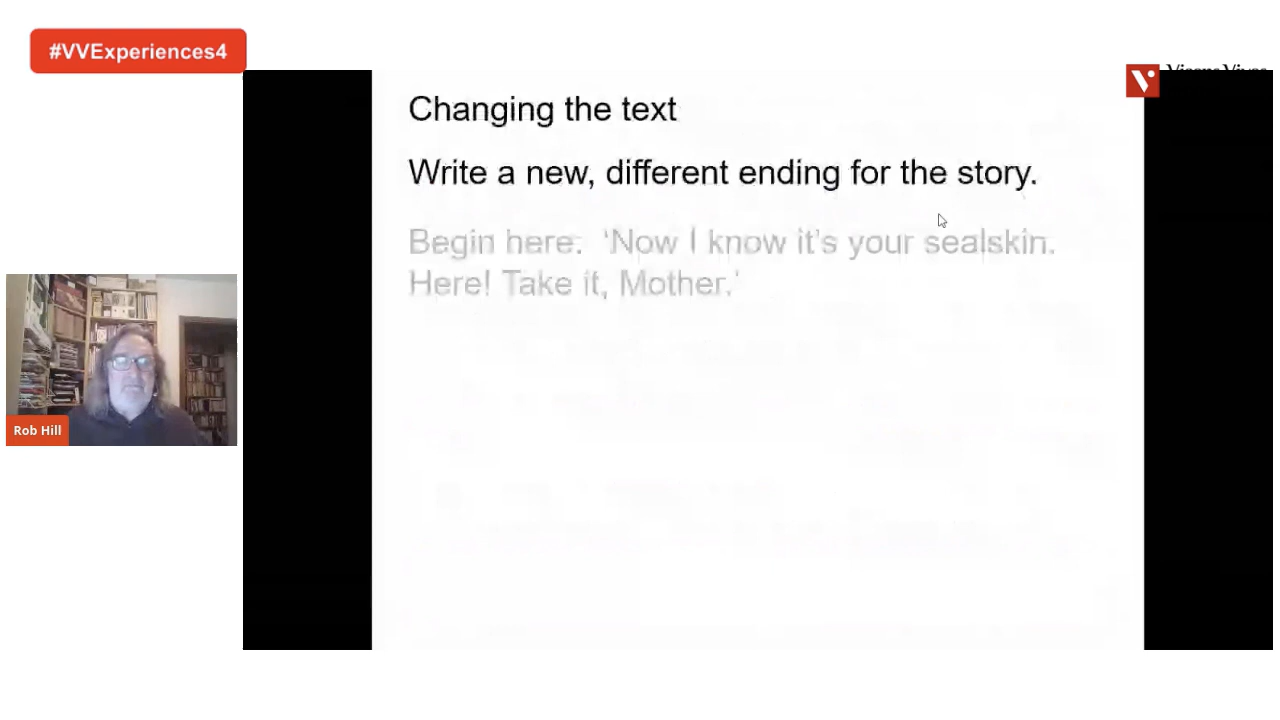 #VVExperiences4
Changing the text
Write a new, different ending for the story.
Begin here. ‘Now I know it’s your sealskin.
Here! Take it, Mother.’
Rob Hill